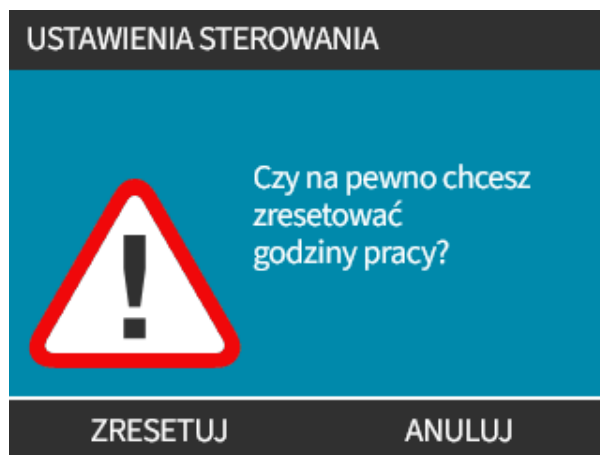 USTAWIENIA STEROWANIA
Czy na pewno chcesz
zresetować
godziny pracy?
ZRESETUJ ANULUJ